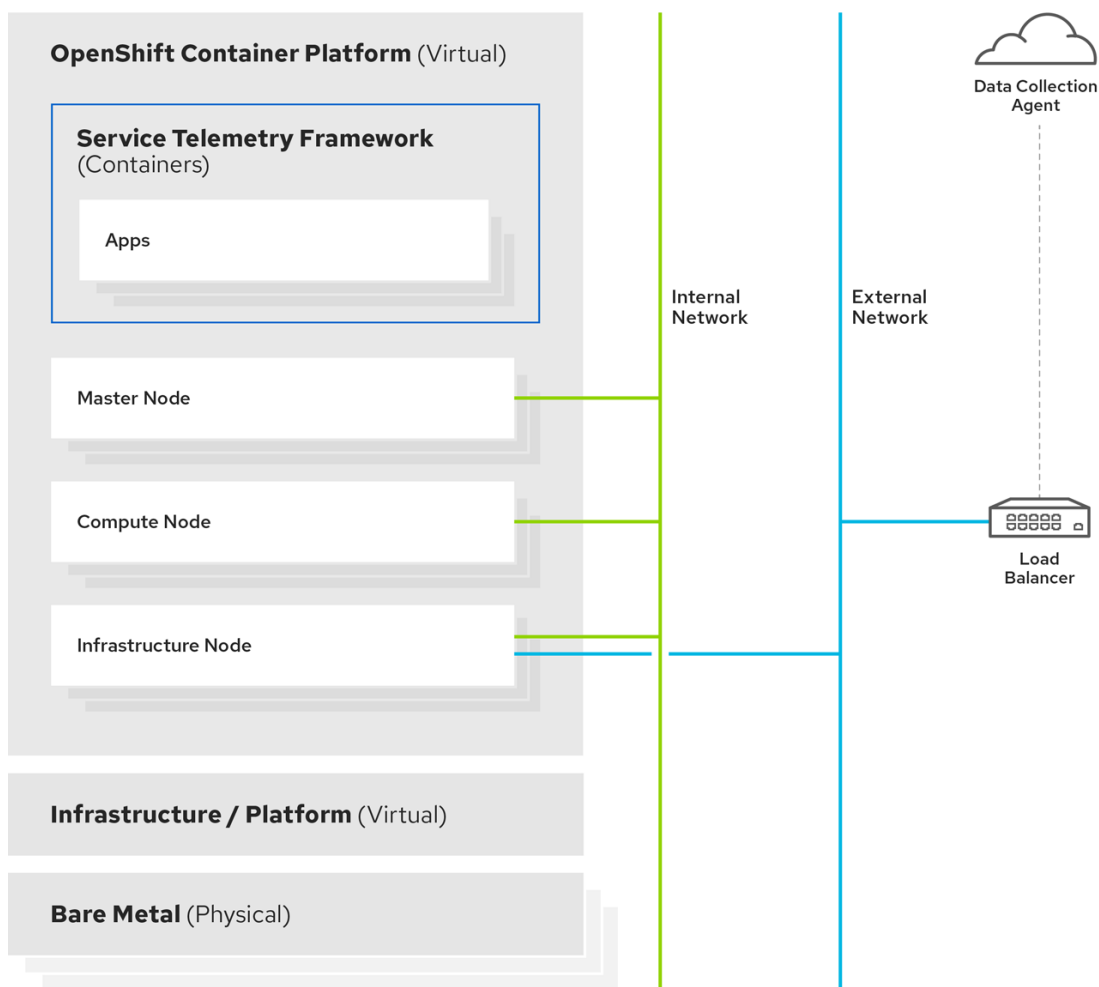 OpenShift Container Platform (Virtual)
Service Telemetry Framework
(Containers)
Apps
Master Node
Compute Node
Infrastructure Node
Infrastructure / Platform (Virtual)
Bare Metal (Physical)
Internal
Network
External
Network
Data Collection
Agent
Load
Balancer